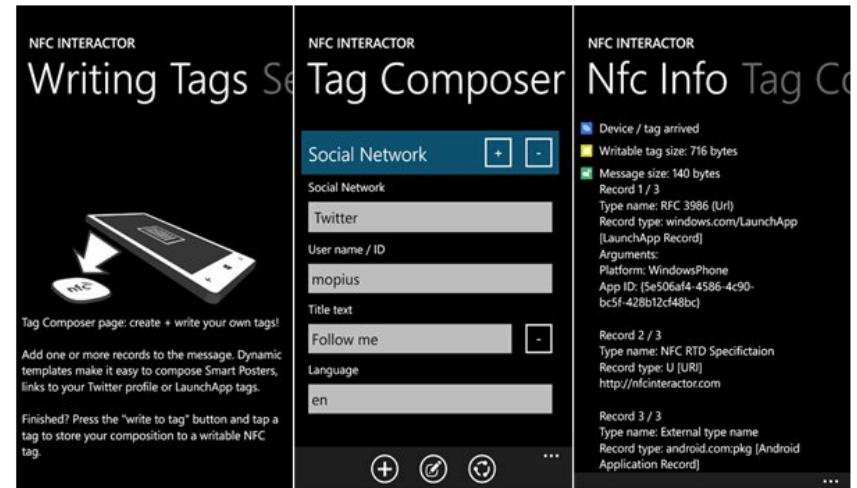 NFC INTERACTOR
Writing Tags Se
nfc
Tag Composer page: create + write your own tags!
Add one or more records to the message. Dynamic
templates make it easy to compose Smart Posters,
links to your Twitter profile or LaunchApp tags.
Finished? Press the "write to tag" button and tap a
tag to store your composition to a writable NFC
tag.
NFC INTERACTOR
Tag Composer
Social Network + -
Social Network
Twitter
User name / ID
mopius
Title text
Follow me -
Language
en
...
NFC INTERACTOR
Nfc Info Tag Co
Device / tag arrived
Writable tag size: 716 bytes
Message size: 140 bytes
Record 1 / 3
Type name: RFC 3986 (Url)
Record type: windows.com/LaunchApp
[LaunchApp Record]
Arguments:
Platform: WindowsPhone
App ID: {5e506af4-4586-4c90-
bc5f-428b12cf48bc}
Record 2 / 3
Type name: NFC RTD Specifictaion
Record type: U [URI]
http://nfcinteractor.com
Record 3 / 3
Type name: External type name
Record type: android.com:pkg [Android
Application Record]
...